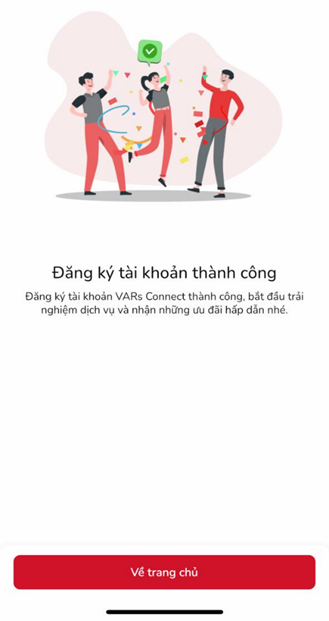 Đăng ký tài khoản thành công
Đăng ký tài khoản VARs Connect thành công, bắt đầu trải
nghiệm dịch vụ và nhận những ưu đãi hấp dẫn nhé.
Về trang chủ